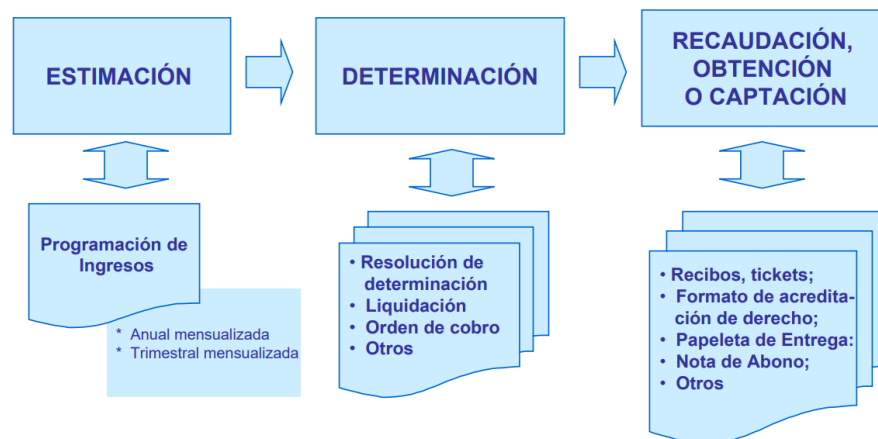 ESTIMACIÓN
DETERMINACIÓN
RECAUDACIÓN,
OBTENCIÓN
O CAPTACIÓN
Programación de
Ingresos
* Anual mensualizada
* Trimestral mensualizada
• Resolución de
determinación
• Liquidación
• Orden de cobro
• Otros
• Recibos, tickets;
• Formato de acredita-
ción de derecho;
• Papeleta de Entrega:
• Nota de Abono;
• Otros